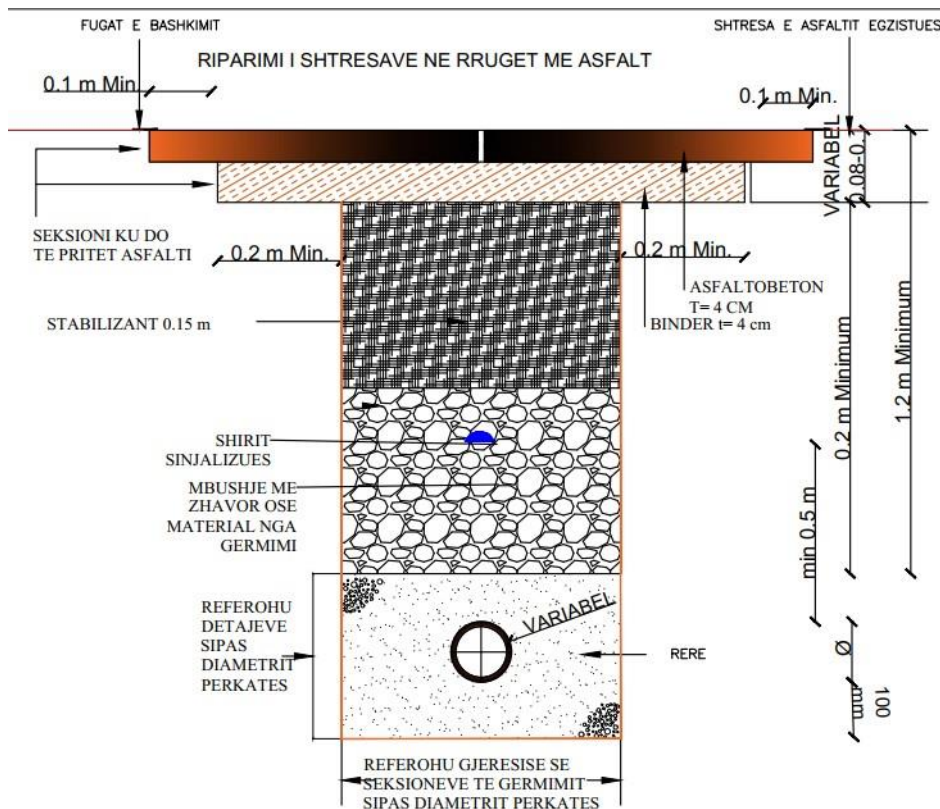 FUGAT E BASHKIMIT
SHTRESA E ASFALTIT EGZISTUES
RIPARIMI I SHTRESAVE NE RRUGET ME ASFALT
0.1 m Min.
0.1 m Min.
VARIABEL
0.08-0.
SEKSIONI KU DO
TE PRITET ASFALTI
0.2 m Min.
0.2 m Min.
ASFALTOBETON
T= 4 CM
BINDER t= 4 cm
STABILIZANT 0.15 m
0.2 m Minimum
1.2 m Minimum
SHIRIT
SINJALIZUES
MBUSHJE ME
ZHAVOR OSE
MATERIAL NGA
GERMIMI
min 0.5 m
REFEROHU
DETAJEVE
SIPAS
DIAMETRIT
PERKATES
VARIABEL
RERE
Ø
100
mm
REFEROHU GJERESISE SE
SEKSIONEVE TE GERMIMIT
SIPAS DIAMETRIT PERKATES